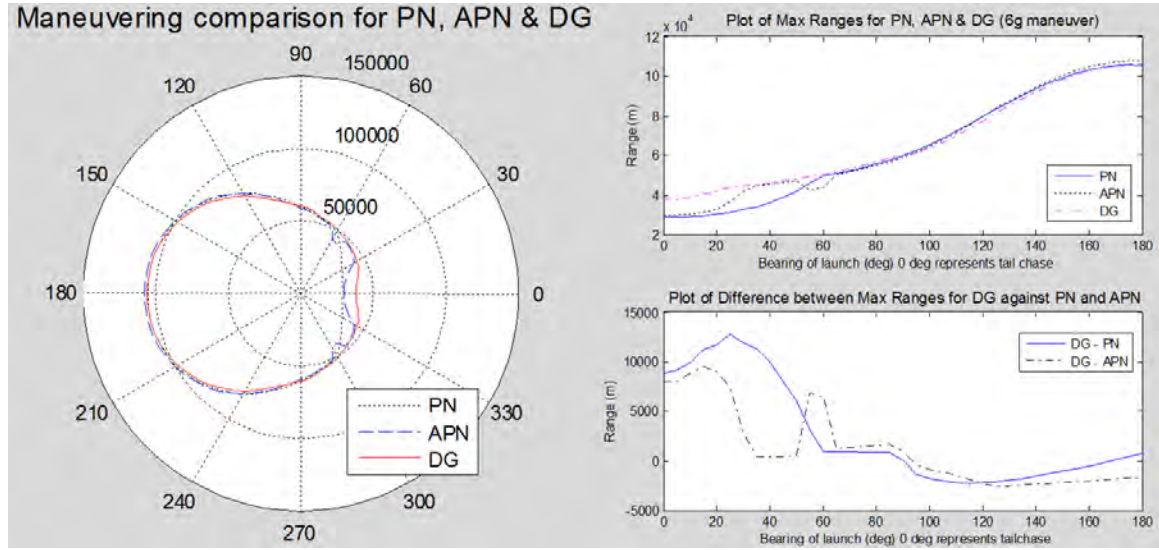 Maneuvering comparison for PN, APN & DG
90
150000
120
60
100000
150
30
50000
180
0
210
330
240
300
270
PN
APN
DG
Plot of Max Ranges for PN, APN & DG (6g maneuver)
x 10⁴
12
10
8
6
4
2
Range (m)
PN
APN
DG
0 20 40 60 80 100 120 140 160 180
Bearing of launch (deg) 0 deg represents tail chase
Plot of Difference between Max Ranges for DG against PN and APN
15000
10000
5000
0
-5000
Range (m)
DG - PN
DG - APN
0 20 40 60 80 100 120 140 160 180
Bearing of launch (deg) 0 deg represents tailchase